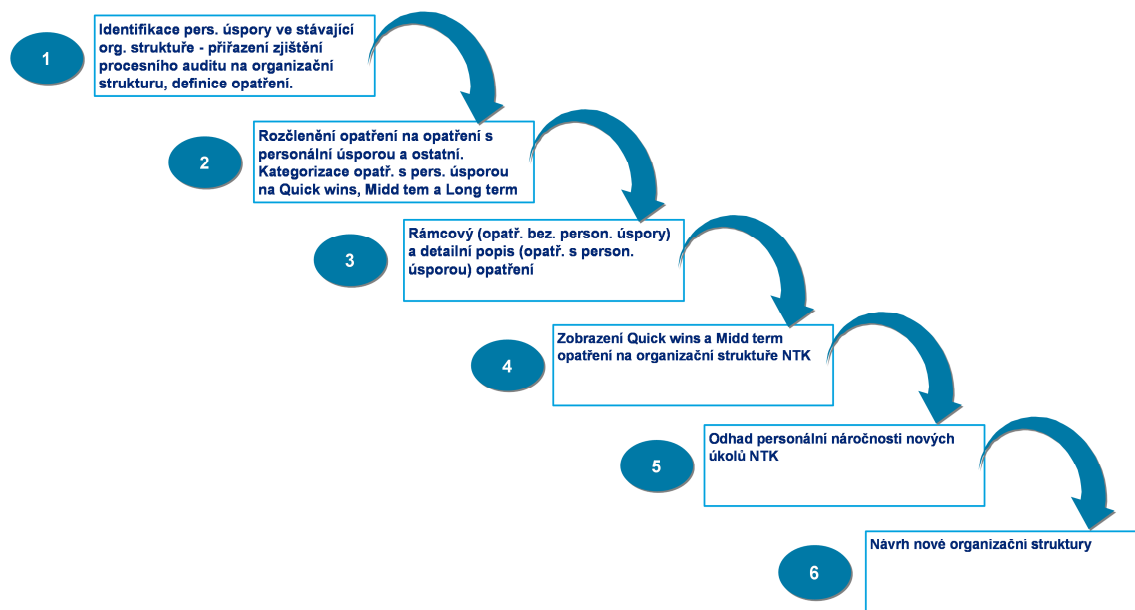 1
Identifikace pers. úspory ve stávající
org. struktuře - přiřazení zjištění
procesního auditu na organizační
strukturu, definice opatření.
2
Rozčlenění opatření na opatření s
personální úsporou a ostatní.
Kategorizace opatř. s pers. úsporou
na Quick wins, Midd tem a Long term
3
Rámcový (opatř. bez. person. úspory)
a detailní popis (opatř. s person.
úsporou) opatření
4
Zobrazení Quick wins a Midd term
opatření na organizační struktuře NTK
5
Odhad personální náročnosti nových
úkolů NTK
6
Návrh nové organizační struktury